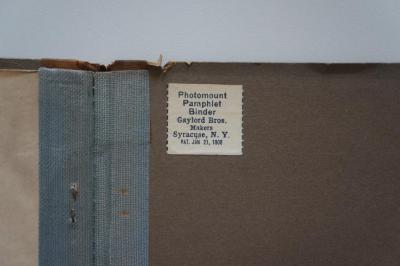 Photomount
Pamphlet
Binder
Gaylord Bros.
Makers
Syracuse, N. Y.
PAT. JAN 21, 1908